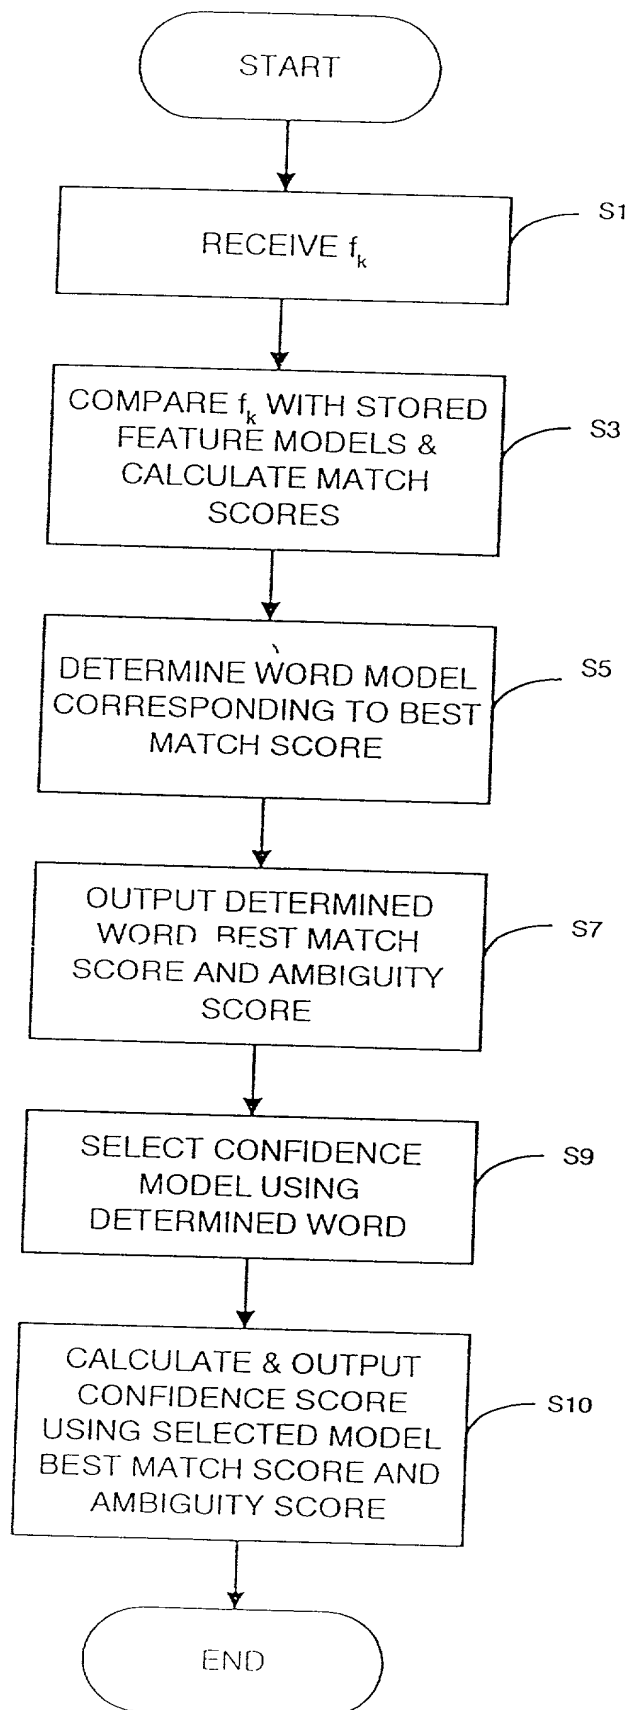 START
RECEIVE fk
S1
COMPARE fk WITH STORED
FEATURE MODELS &
CALCULATE MATCH
SCORES
S3
DETERMINE WORD MODEL
CORRESPONDING TO BEST
MATCH SCORE
S5
OUTPUT DETERMINED
WORD BEST MATCH
SCORE AND AMBIGUITY
SCORE
S7
SELECT CONFIDENCE
MODEL USING
DETERMINED WORD
S9
CALCULATE & OUTPUT
CONFIDENCE SCORE
USING SELECTED MODEL
BEST MATCH SCORE AND
AMBIGUITY SCORE
S10
END